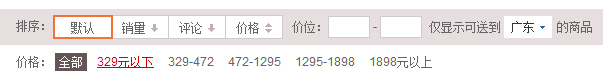 排序: 默认 销量 评论 价格 价位: - 仅显示可送到 广东 的商品
价格: 全部 329元以下 329-472 472-1295 1295-1898 1898元以上